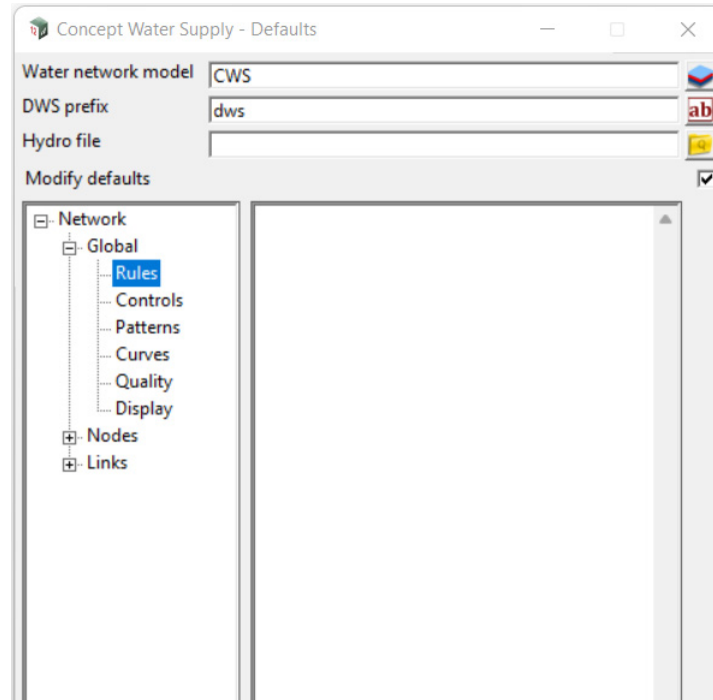 Concept Water Supply - Defaults
Water network model CWS
DWS prefix dws ab
Hydro file
Modify defaults
Network
Global
Rules
Controls
Patterns
Curves
Quality
Display
Nodes
Links